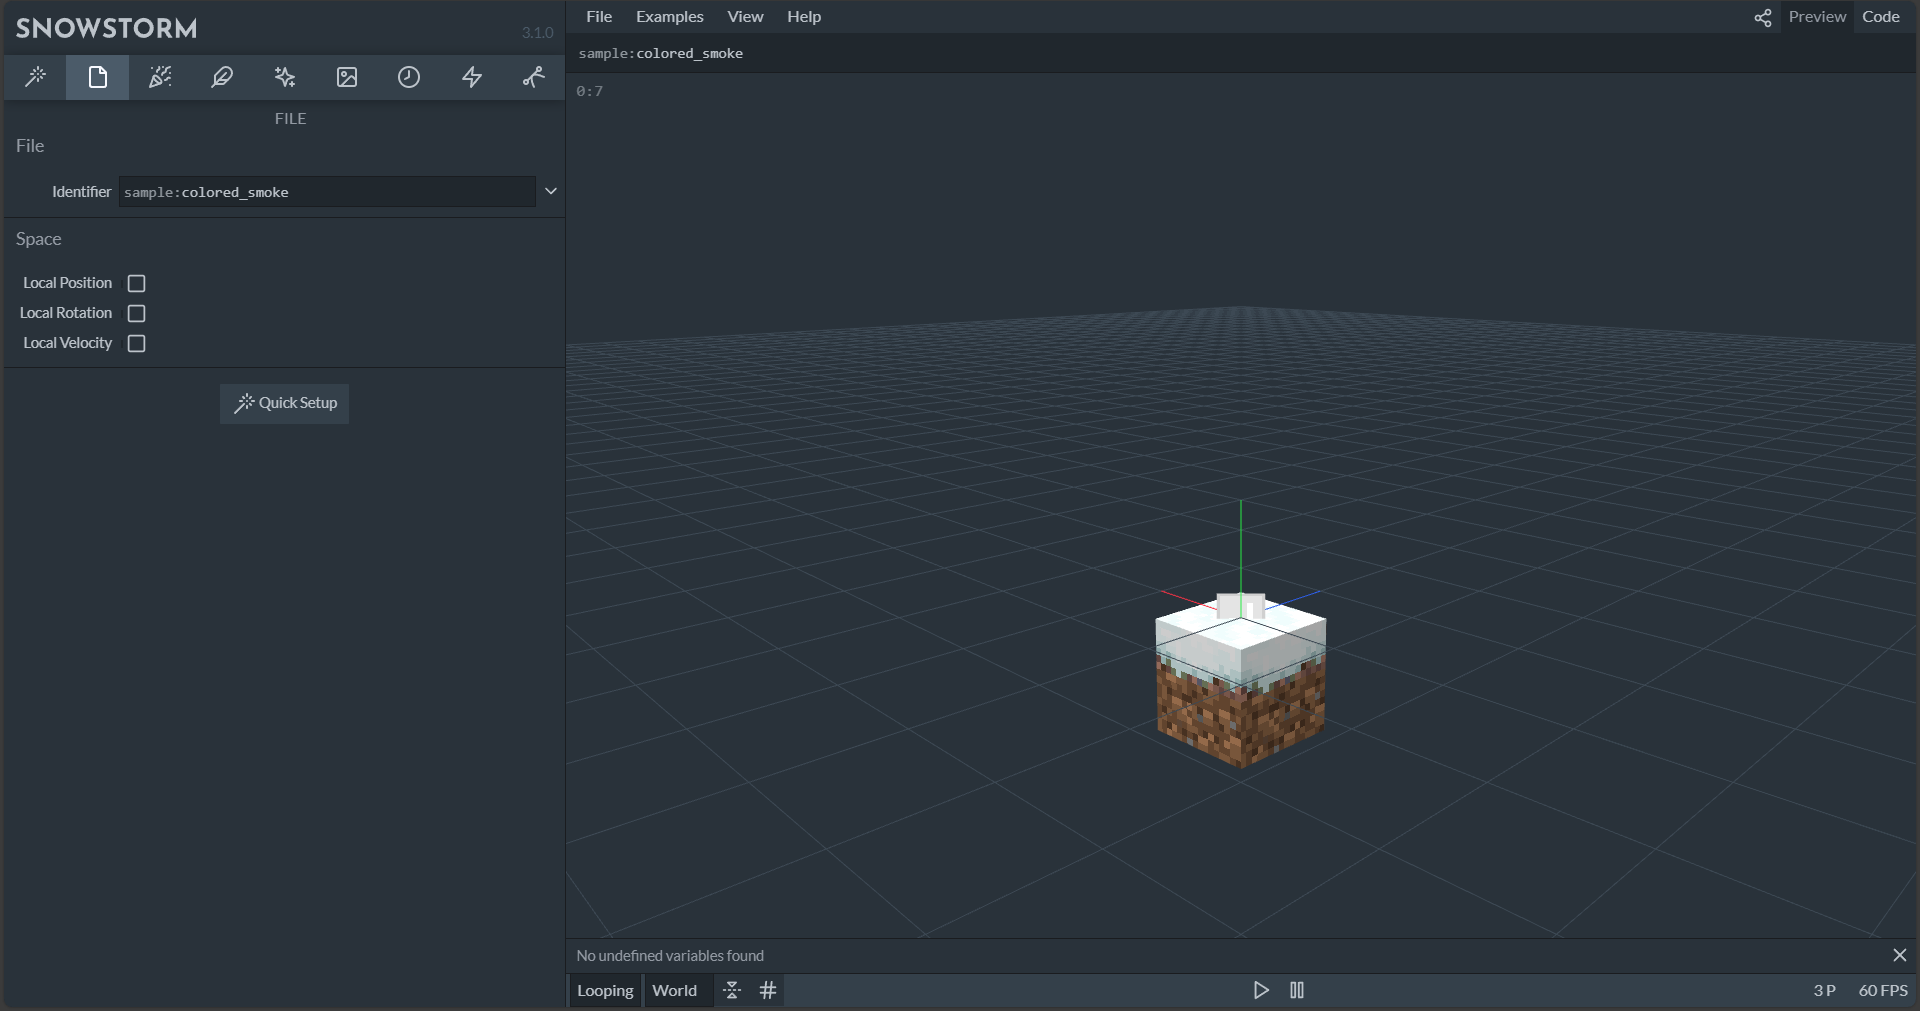 SNOWSTORM
3.1.0
FILE
File
Identifier
sample:colored_smoke
Space
Local Position
Local Rotation
Local Velocity
Quick Setup
File Examples View Help
Preview Code
sample:colored_smoke
0:7
No undefined variables found
Looping World
3 P 60 FPS